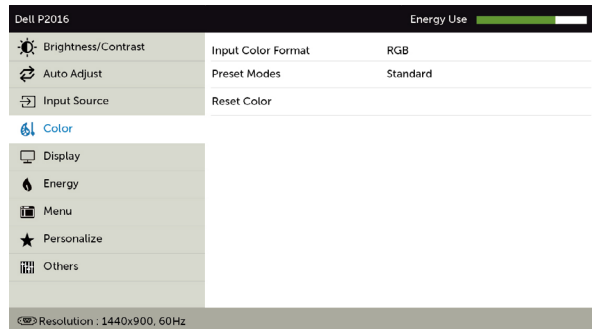 Dell P2016 Energy Use
Brightness/Contrast
Auto Adjust
Input Source
Color
Display
Energy
Menu
Personalize
Others
Input Color Format RGB
Preset Modes Standard
Reset Color
Resolution : 1440x900, 60Hz